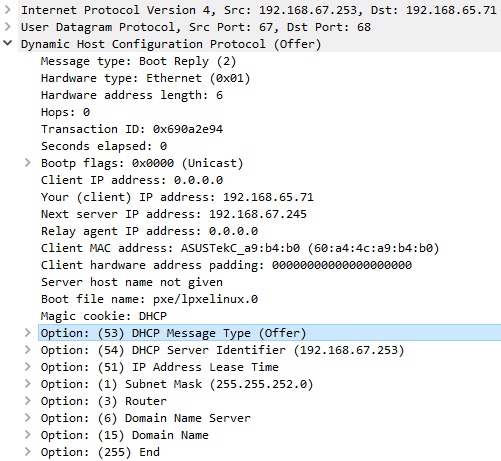 Internet Protocol Version 4, Src: 192.168.67.253, Dst: 192.168.65.71
User Datagram Protocol, Src Port: 67, Dst Port: 68
Dynamic Host Configuration Protocol (Offer)
Message type: Boot Reply (2)
Hardware type: Ethernet (0x01)
Hardware address length: 6
Hops: 0
Transaction ID: 0x690a2e94
Seconds elapsed: 0
Bootp flags: 0x0000 (Unicast)
Client IP address: 0.0.0.0
Your (client) IP address: 192.168.65.71
Next server IP address: 192.168.67.245
Relay agent IP address: 0.0.0.0
Client MAC address: ASUSTekC_a9:b4:b0 (60:a4:4c:a9:b4:b0)
Client hardware address padding: 00000000000000000000
Server host name not given
Boot file name: pxe/lpxelinux.0
Magic cookie: DHCP
Option: (53) DHCP Message Type (Offer)
Option: (54) DHCP Server Identifier (192.168.67.253)
Option: (51) IP Address Lease Time
Option: (1) Subnet Mask (255.255.252.0)
Option: (3) Router
Option: (6) Domain Name Server
Option: (15) Domain Name
Option: (255) End